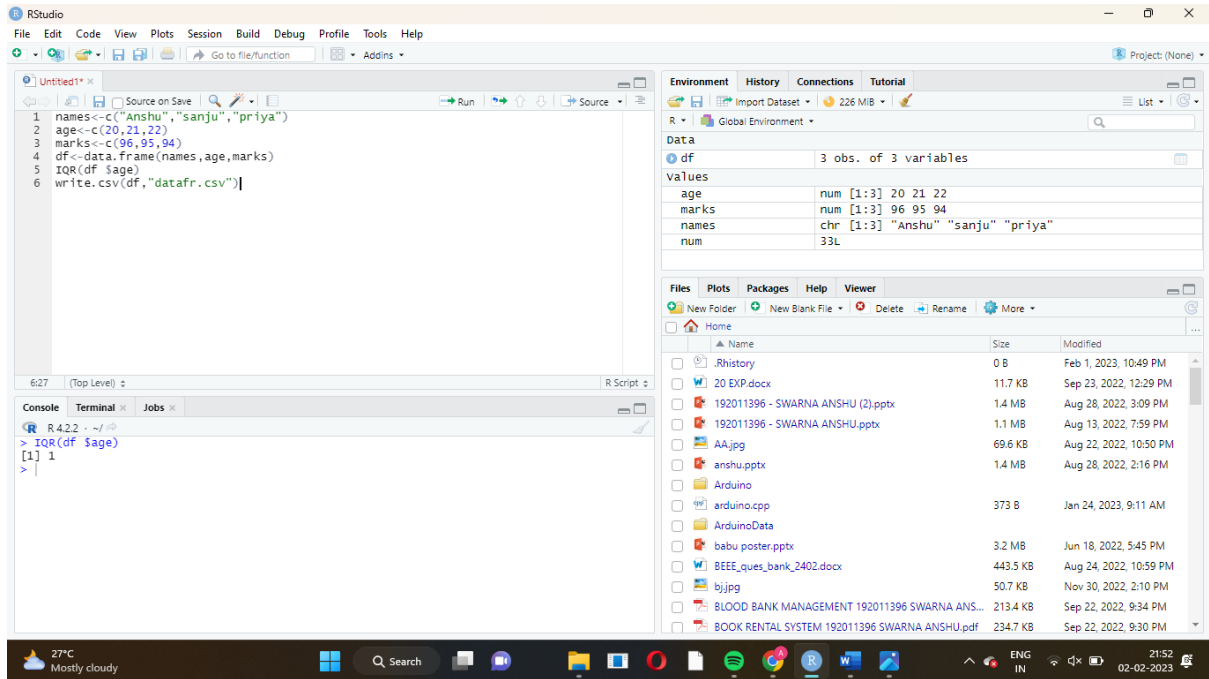 RStudio
File Edit Code View Plots Session Build Debug Profile Tools Help
Go to file/function Addins Project: (None)
Untitled1*
Source on Save Run Source
1 names<-c("Anshu","sanju","priya")
2 age<-c(20,21,22)
3 marks<-c(96,95,94)
4 df<-data.frame(names,age,marks)
5 IQR(df $age)
6 write.csv(df,"datafr.csv")
6:27 (Top Level) R Script
Console Terminal Jobs
R 4.2.2 · ~/
> IQR(df $age)
[1] 1
>
Environment History Connections Tutorial
Import Dataset 226 MiB List
R Global Environment
Data
df 3 obs. of 3 variables
Values
age num [1:3] 20 21 22
marks num [1:3] 96 95 94
names chr [1:3] "Anshu" "sanju" "priya"
num 33L
Files Plots Packages Help Viewer
New Folder New Blank File Delete Rename More
Home ...
Name Size Modified
.Rhistory 0 B Feb 1, 2023, 10:49 PM
20 EXP.docx 11.7 KB Sep 23, 2022, 12:29 PM
192011396 - SWARNA ANSHU (2).pptx 1.4 MB Aug 28, 2022, 3:09 PM
192011396 - SWARNA ANSHU.pptx 1.1 MB Aug 13, 2022, 7:59 PM
AA.jpg 69.6 KB Aug 22, 2022, 10:50 PM
anshu.pptx 1.4 MB Aug 28, 2022, 2:16 PM
Arduino
arduino.cpp 373 B Jan 24, 2023, 9:11 AM
ArduinoData
babu poster.pptx 3.2 MB Jun 18, 2022, 5:45 PM
BEEE_ques_bank_2402.docx 443.5 KB Aug 24, 2022, 10:59 PM
bj.jpg 50.7 KB Nov 30, 2022, 2:10 PM
BLOOD BANK MANAGEMENT 192011396 SWARNA ANS... 213.4 KB Sep 22, 2022, 9:34 PM
BOOK RENTAL SYSTEM 192011396 SWARNA ANSHU.pdf 234.7 KB Sep 22, 2022, 9:30 PM
27°C
Mostly cloudy
Search
ENG
IN
21:52
02-02-2023